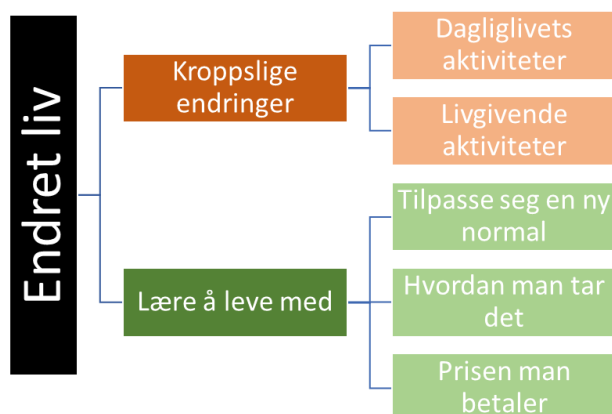 Endret liv
Kroppslige
endringer
Dagliglivets
aktiviteter
Livgivende
aktiviteter
Lære å leve med
Tilpasse seg en ny
normal
Hvordan man tar
det
Prisen man
betaler